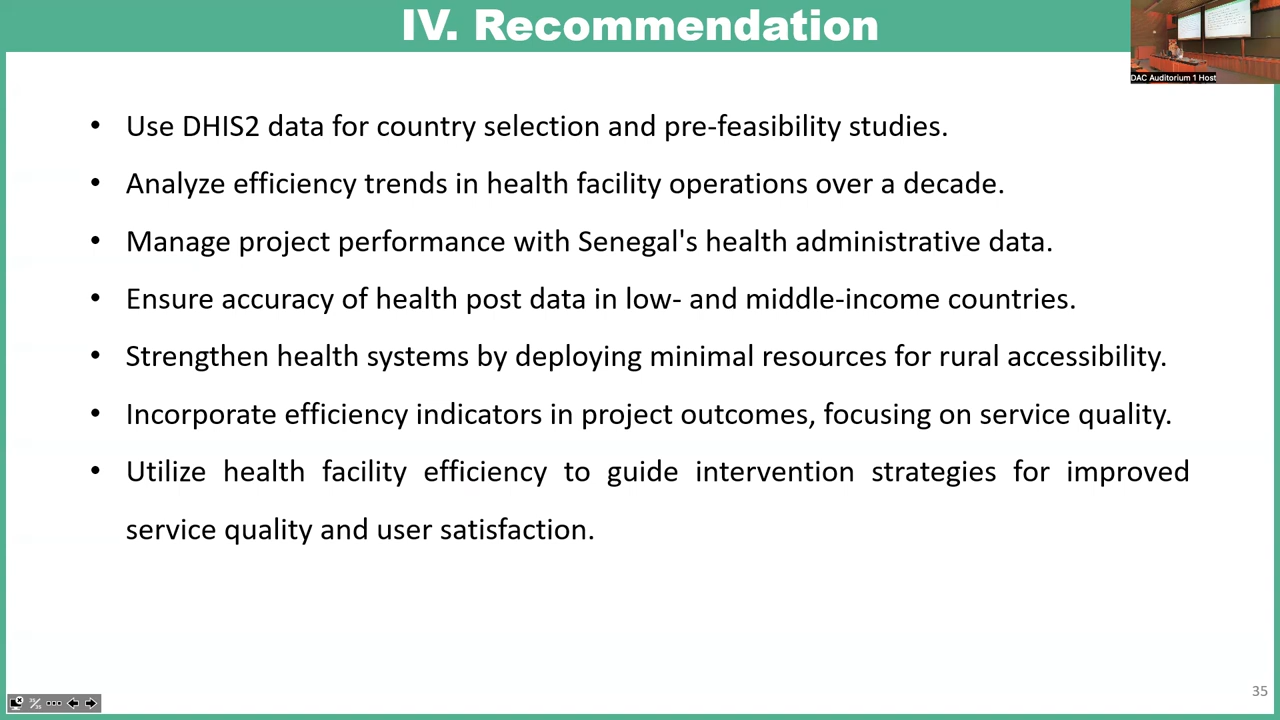 IV. Recommendation
DAC Auditorium 1 Host
• Use DHIS2 data for country selection and pre-feasibility studies.
• Analyze efficiency trends in health facility operations over a decade.
• Manage project performance with Senegal's health administrative data.
• Ensure accuracy of health post data in low- and middle-income countries.
• Strengthen health systems by deploying minimal resources for rural accessibility.
• Incorporate efficiency indicators in project outcomes, focusing on service quality.
• Utilize health facility efficiency to guide intervention strategies for improved
service quality and user satisfaction.
35